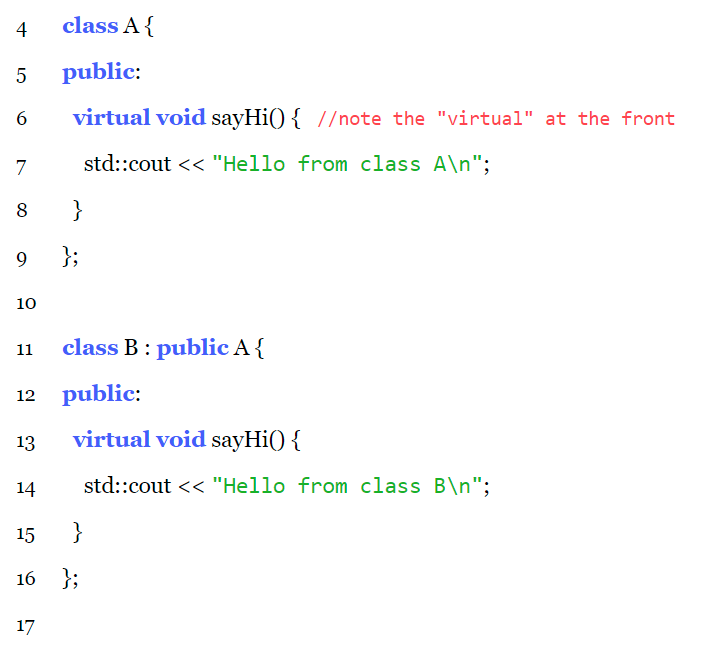 4 class A {
5 public:
6 virtual void sayHi() { //note the "virtual" at the front
7 std::cout << "Hello from class A\n";
8 }
9 };
10
11 class B : public A {
12 public:
13 virtual void sayHi() {
14 std::cout << "Hello from class B\n";
15 }
16 };
17